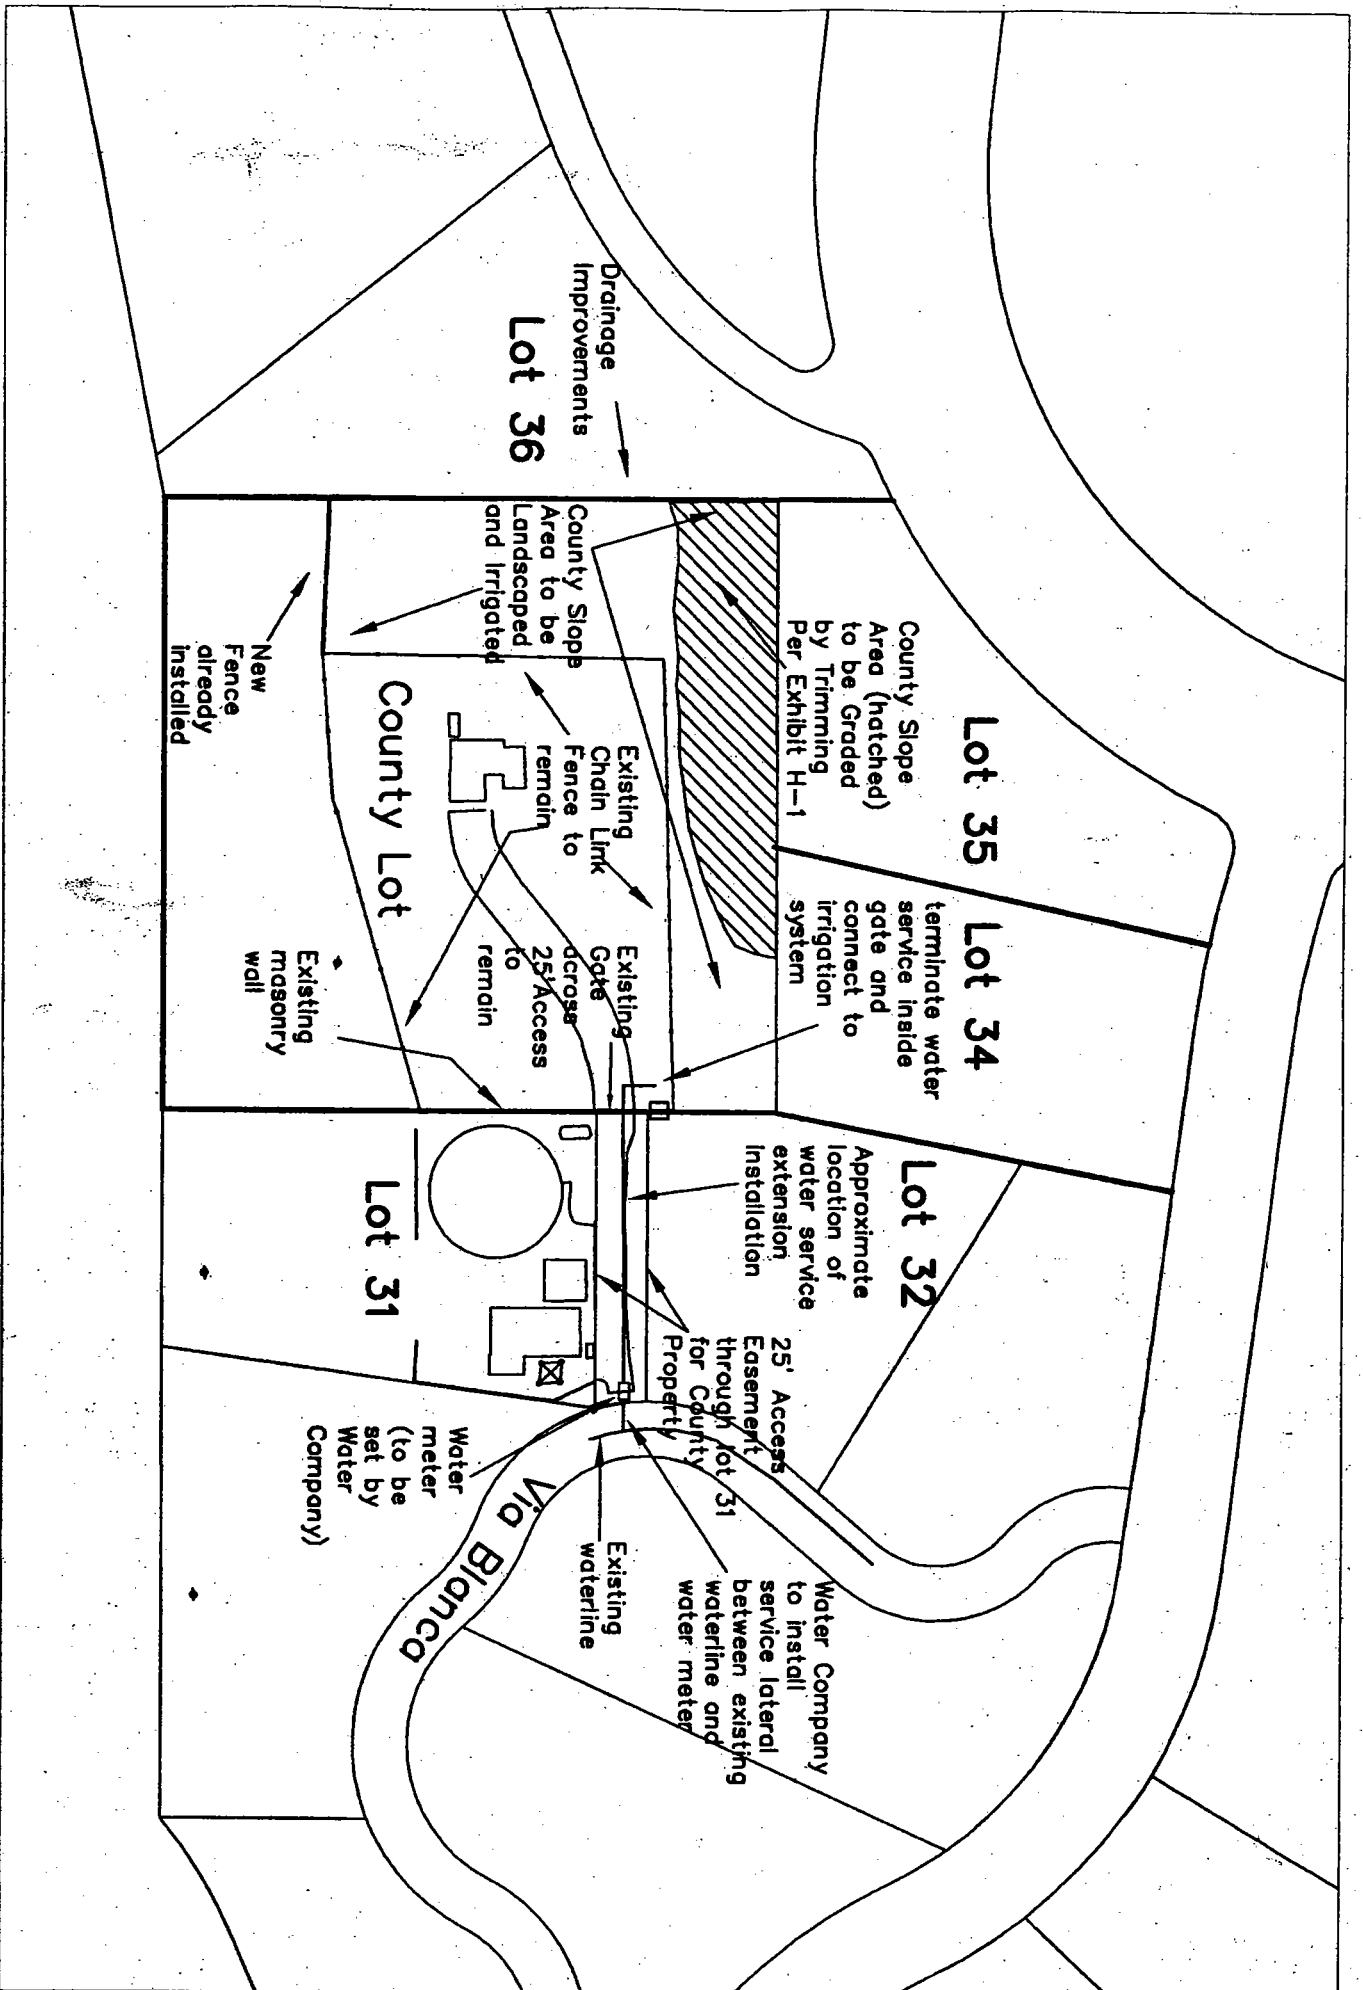 Drainage
Improvements
Lot 36
County Slope
Area to be
Landscaped
and Irrigated
New
Fence
already
installed
County Slope
Area (hatched)
to be Graded
by Trimming
Per Exhibit H-1
Lot 35
Existing
Chain Link
Fence to
remain
County Lot
Lot 34
terminate water
service inside
gate and
connect to
irrigation
system
Existing
Gate
across
25' Access
to
remain
Existing
masonry
wall
Lot 32
Approximate
location of
water service
extension
installation
Lot 31
25' Access
Easement
through lot 31
for County
Property
Water
meter
(to be
set by
Water
Company)
Via Blanca
Existing
waterline
Water Company
to install
service lateral
between existing
waterline and
water meter